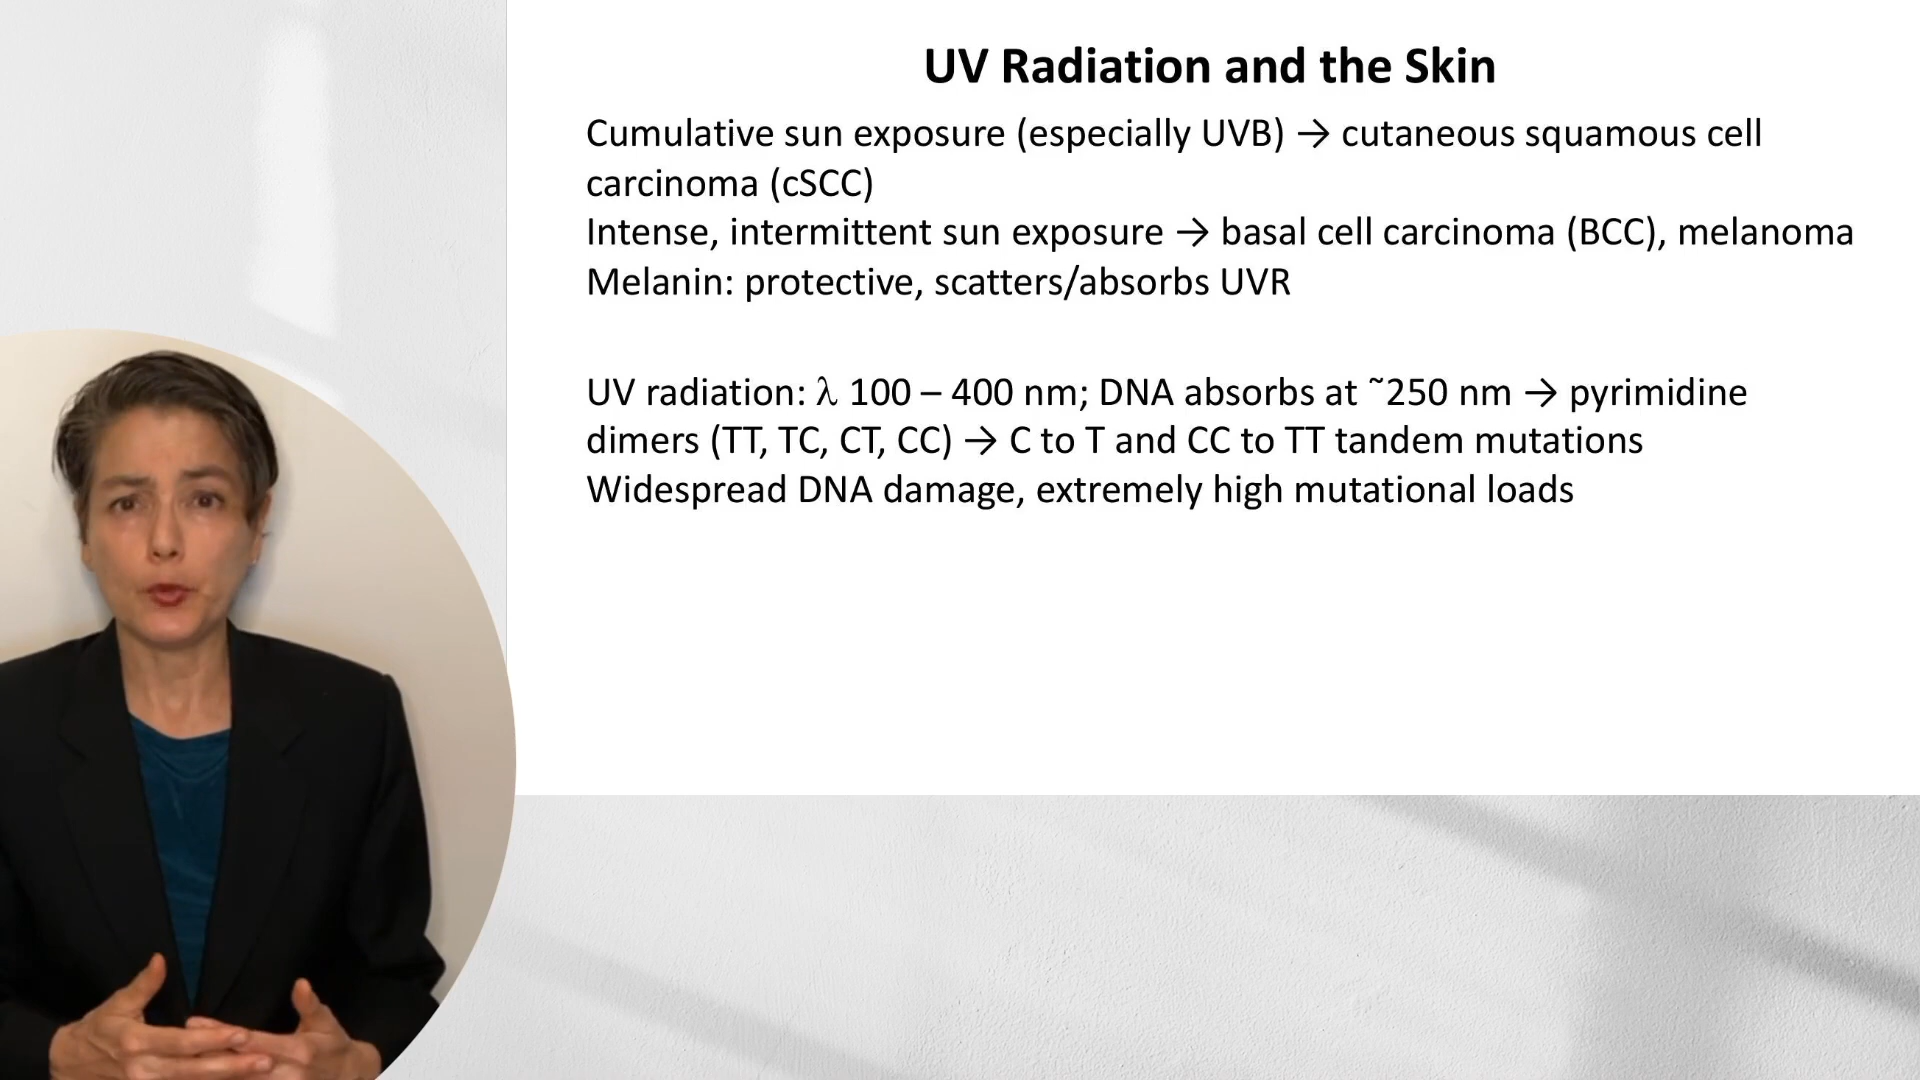 UV Radiation and the Skin
Cumulative sun exposure (especially UVB) → cutaneous squamous cell
carcinoma (cSCC)
Intense, intermittent sun exposure → basal cell carcinoma (BCC), melanoma
Melanin: protective, scatters/absorbs UVR
UV radiation: λ 100 – 400 nm; DNA absorbs at ˜250 nm → pyrimidine
dimers (TT, TC, CT, CC) → C to T and CC to TT tandem mutations
Widespread DNA damage, extremely high mutational loads